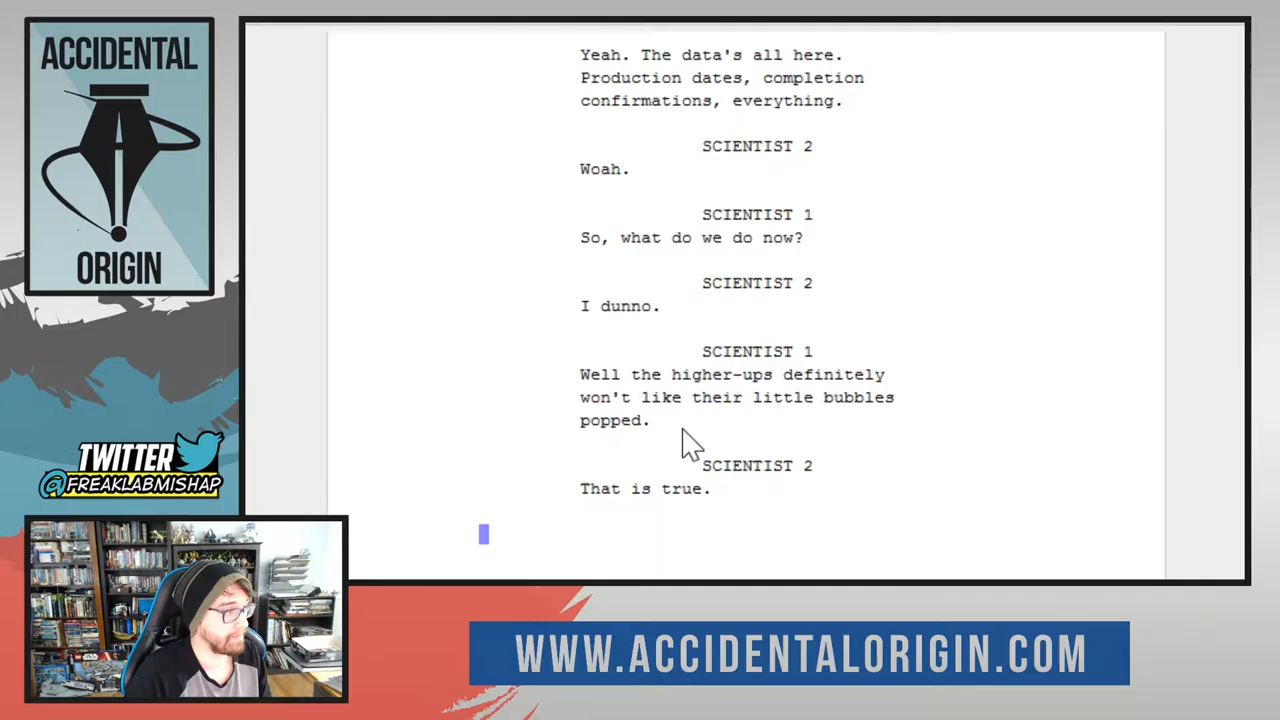 ACCIDENTAL
ORIGIN
Yeah. The data's all here.
Production dates, completion
confirmations, everything.
SCIENTIST 2
Woah.
SCIENTIST 1
So, what do we do now?
SCIENTIST 2
I dunno.
SCIENTIST 1
Well the higher-ups definitely
won't like their little bubbles
popped.
SCIENTIST 2
That is true.
TWITTER
@FREAKLABMISHAP
WWW.ACCIDENTALORIGIN.COM